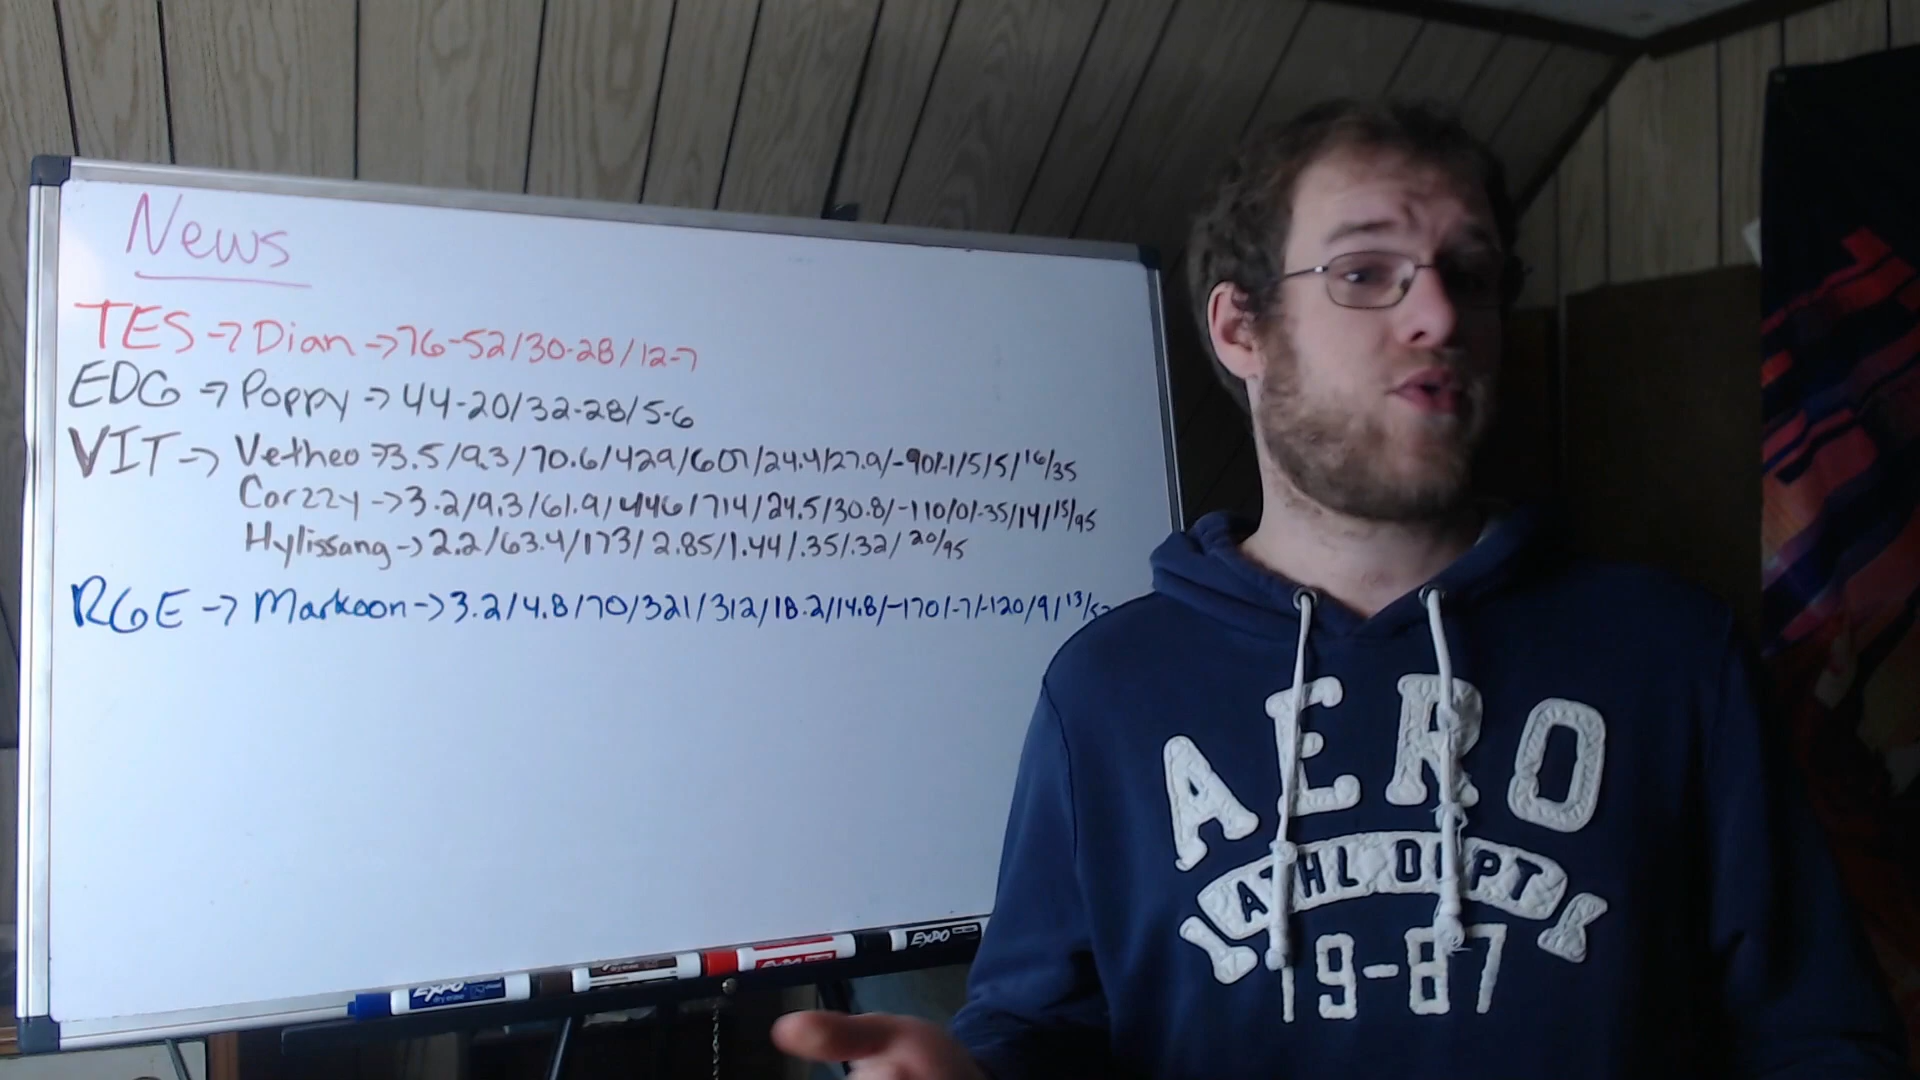 News
TES -> Dian -> 76-52/30-28/12-7
EDG -> Poppy -> 44-20/32-28/5-6
VIT -> Vetheo -> 3.5/9.3/70.6/429/607/24.4/27.9/-90/-1/5/5/16/35
Corzzy -> 3.2/9.3/61.9/446/714/24.5/30.8/-110/0/-35/14/15/95
Hylissang -> 2.2/63.4/173/2.85/1.44/.35/.32/20/95
RGE -> Markoon -> 3.2/4.8/70/321/312/18.2/14.8/-170/-7/-120/9/13/
EXPO
EXPO
EXPO
AERO
ATHL DEPT
19-87